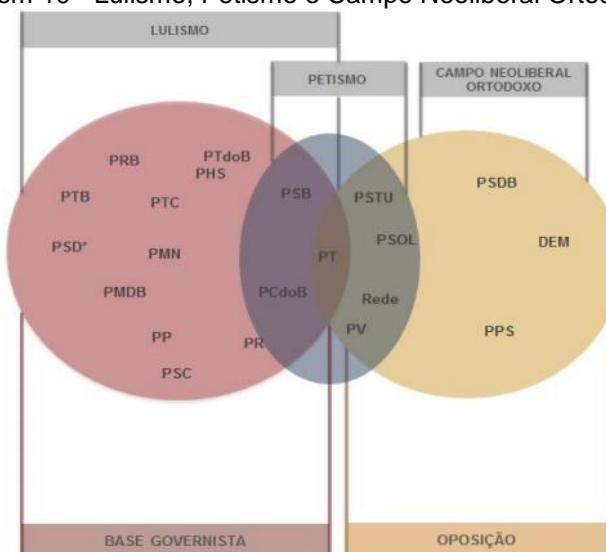 Lulismo, Petismo e Campo Neoliberal
LULISMO
PETISMO
CAMPO NEOLIBERAL
ORTODOXO
PRB
PTdoB
PHS
PTB
PTC
PSB
PSTU
PSDB
PSD*
PMN
PT
PSOL
DEM
PMDB
PCdoB
Rede
PP
PR
PV
PPS
PSC
BASE GOVERNISTA
OPOSIÇÃO